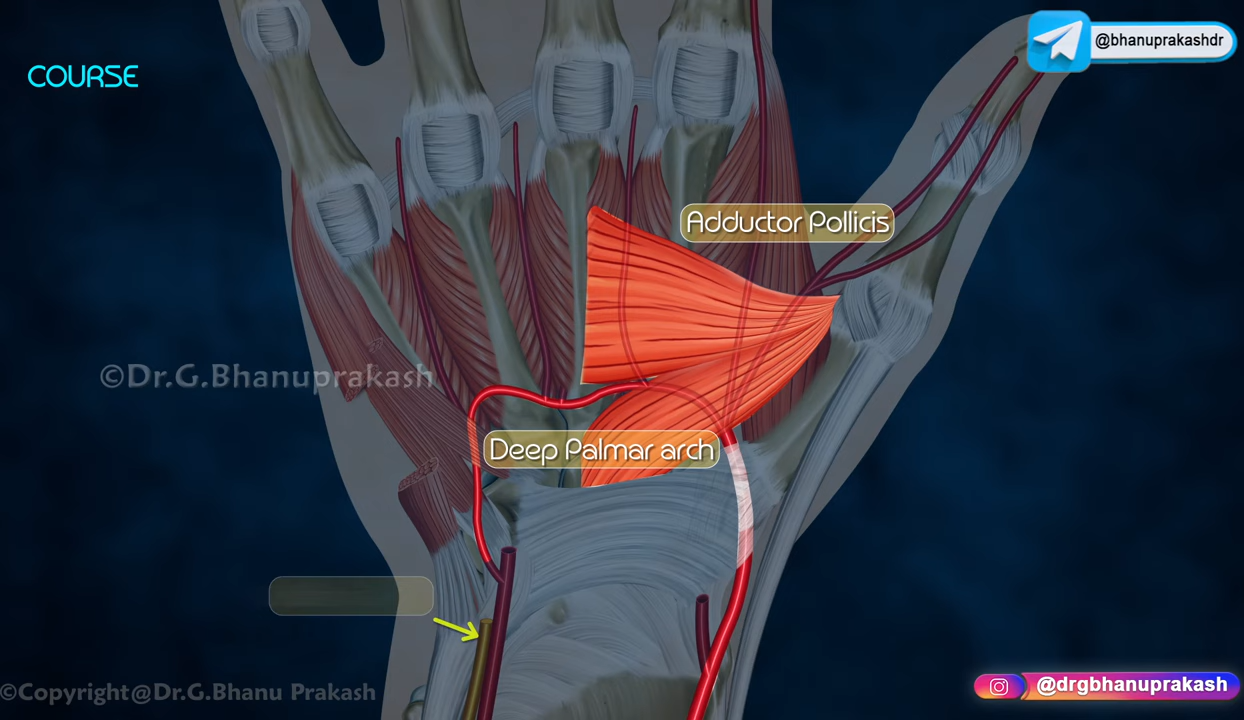 COURSE
@bhanuprakashdr
Adductor Pollicis
©Dr.G.Bhanuprakash
Deep Palmar arch
©Copyright@Dr.G.Bhanu Prakash
@drgbhanuprakash